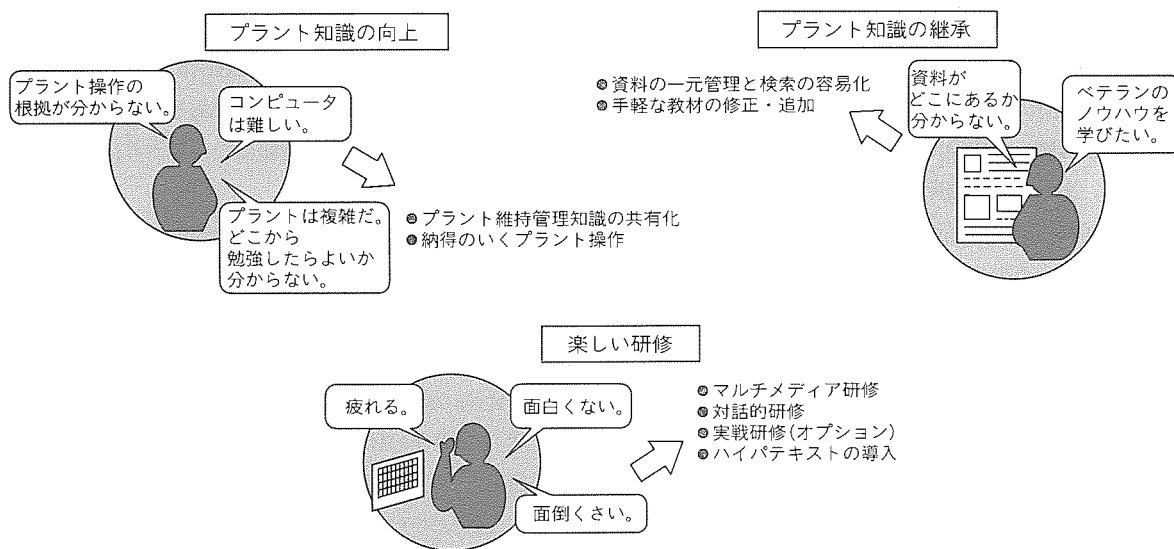 プラント知識の向上
プラント操作の
根拠が分からない。
コンピュータ
は難しい。
プラントは複雑だ。
どこから
勉強したらよいか
分からない。
●プラント維持管理知識の共有化
●納得のいくプラント操作
プラント知識の継承
●資料の一元管理と検索の容易化
●手軽な教材の修正・追加
資料が
どこにあるか
分からない。
ベテランの
ノウハウを
学びたい。
楽しい研修
疲れる。
面白くない。
面倒くさい。
●マルチメディア研修
●対話的研修
●実戦研修(オプション)
●ハイパテキストの導入